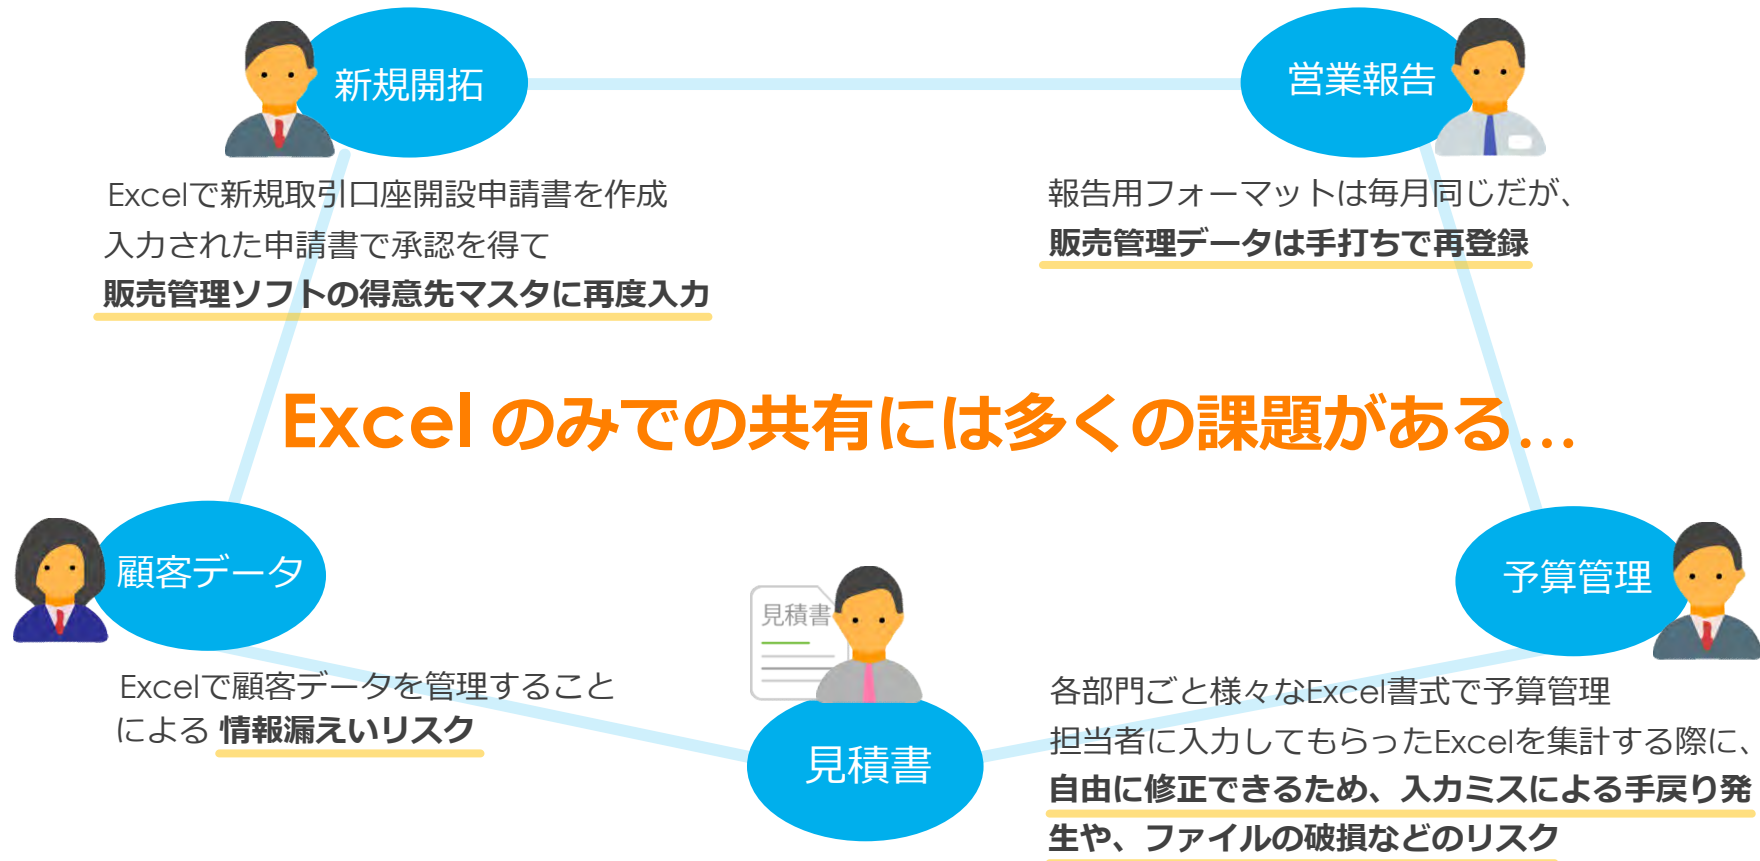 新規開拓
Excelで新規取引口座開設申請書を作成
入力された申請書で承認を得て
販売管理ソフトの得意先マスタに再度入力
営業報告
報告用フォーマットは毎月同じだが、
販売管理データは手打ちで再登録
Excel のみでの共有には多くの課題がある…
顧客データ
Excelで顧客データを管理すること
による 情報漏えいリスク
見積書
見積書
予算管理
各部門ごと様々なExcel書式で予算管理
担当者に入力してもらったExcelを集計する際に、
自由に修正できるため、入力ミスによる手戻り発
生や、ファイルの破損などのリスク